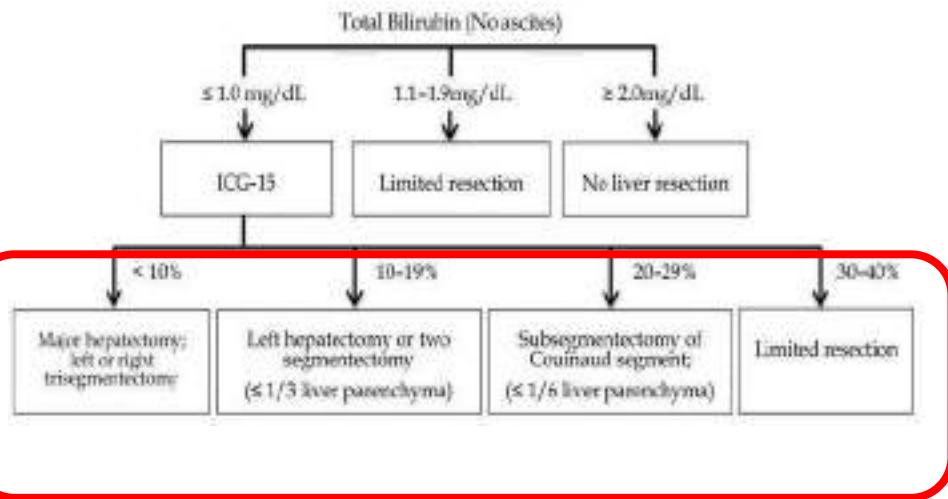 Total Bilirubin (No ascites)
≤ 1.0 mg/dL
1.1-1.9mg/dL
≥ 2.0mg/dL
ICG-15
Limited resection
No liver resection
< 10%
10-19%
20-29%
30-40%
Major hepatectomy;
left or right
trisegmentectomy
Left hepatectomy or two
segmentectomy
(≤ 1/3 liver parenchyma)
Subsegmentectomy of
Couinaud segment;
(≤ 1/6 liver parenchyma)
Limited resection